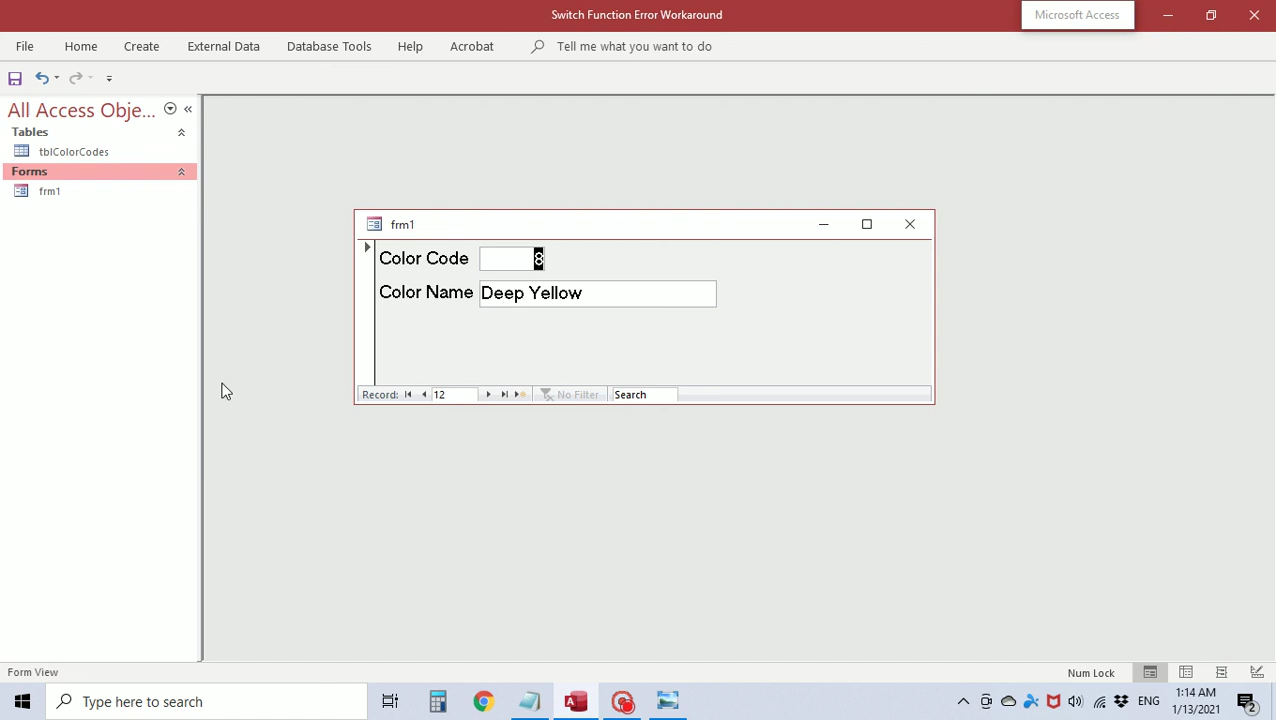 Switch Function Error Workaround
Microsoft Access
File Home Create External Data Database Tools Help Acrobat Tell me what you want to do
All Access Obje...
Tables
tblColorCodes
Forms
frm1
frm1
Color Code 8
Color Name Deep Yellow
Record: 12 No Filter Search
Form View
Num Lock
Type here to search
ENG
1:14 AM
1/13/2021
2